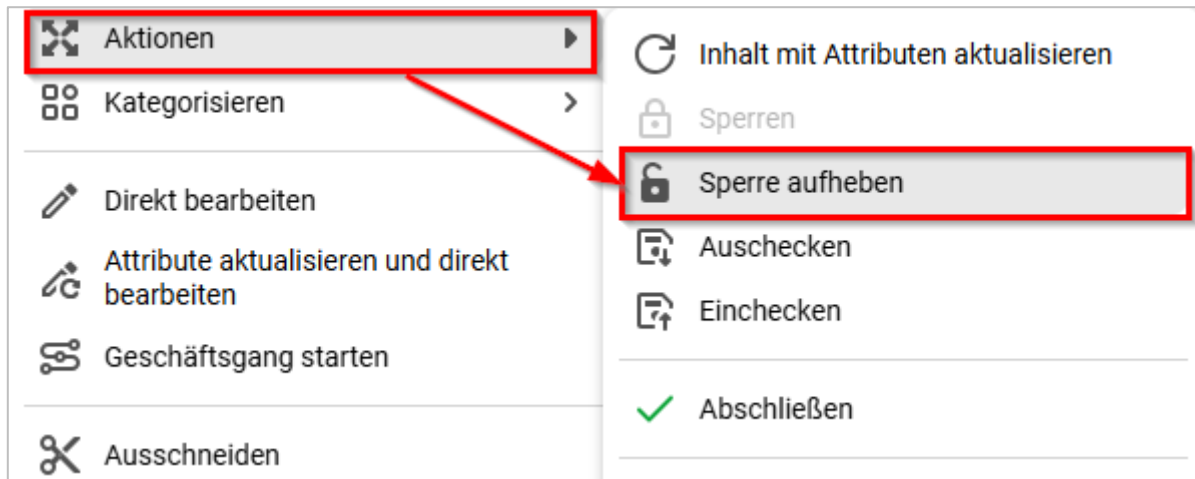 Aktionen
Kategorisieren
Direkt bearbeiten
Attribute aktualisieren und direkt
bearbeiten
Geschäftsgang starten
Ausschneiden
Inhalt mit Attributen aktualisieren
Sperren
Sperre aufheben
Auschecken
Einchecken
Abschließen